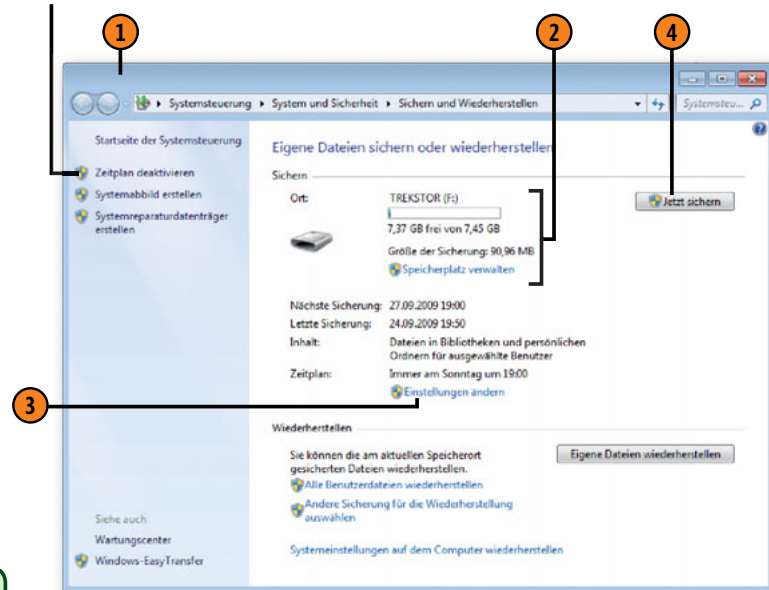 1
2
4
Systemsteuerung ▸ System und Sicherheit ▸ Sichern und Wiederherstellen
Systemsteu...
Startseite der Systemsteuerung
Zeitplan deaktivieren
Systemabbild erstellen
Systemreparaturdatenträger
erstellen
Eigene Dateien sichern oder wiederherstellen
Sichern
Ort:
TREKSTOR (F:)
7,37 GB frei von 7,45 GB
Größe der Sicherung: 90,96 MB
Speicherplatz verwalten
Jetzt sichern
Nächste Sicherung: 27.09.2009 19:00
Letzte Sicherung: 24.09.2009 19:50
Inhalt: Dateien in Bibliotheken und persönlichen
Ordnern für ausgewählte Benutzer
Zeitplan: Immer am Sonntag um 19:00
3
Einstellungen ändern
Wiederherstellen
Sie können die am aktuellen Speicherort
gesicherten Dateien wiederherstellen.
Eigene Dateien wiederherstellen
Alle Benutzerdateien wiederherstellen
Andere Sicherung für die Wiederherstellung
auswählen
Systemeinstellungen auf dem Computer wiederherstellen
Siehe auch
Wartungscenter
Windows-EasyTransfer